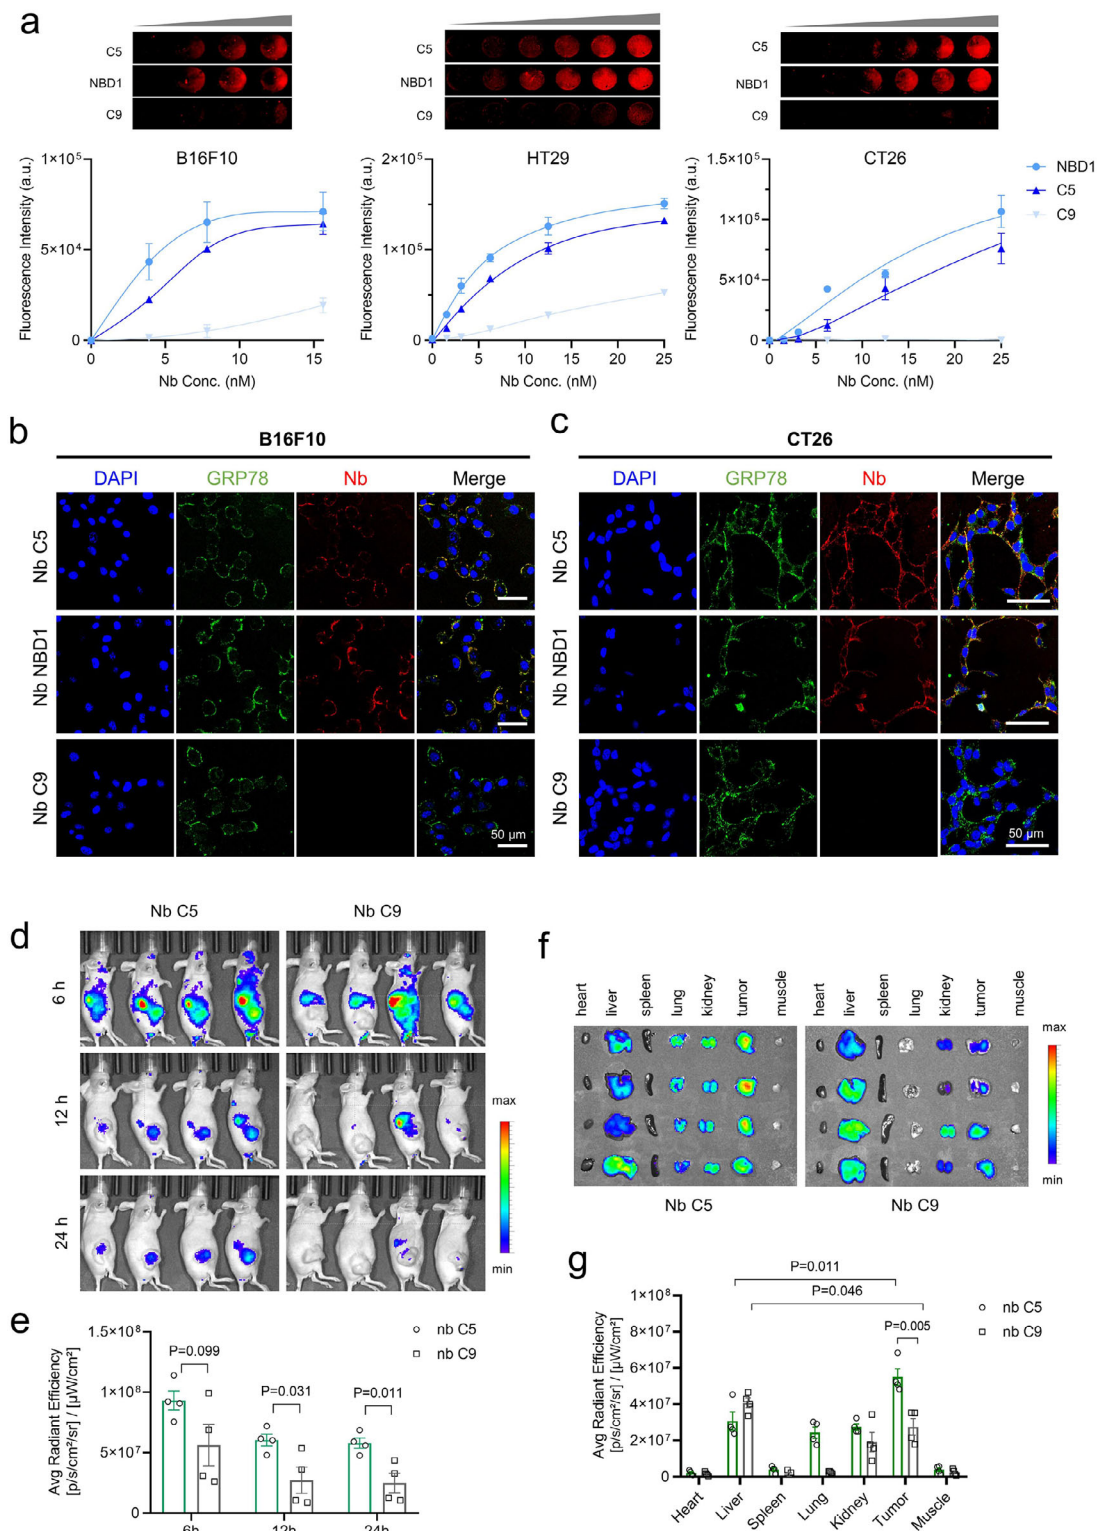 a
C5
NBD1
C9
C5
NBD1
C9
C5
NBD1
C9
B16F10
Fluorescence Intensity (a.u.)
1×10⁵
5×10⁴
0
0 5 10 15
Nb Conc. (nM)
HT29
Fluorescence Intensity (a.u.)
2×10⁵
1×10⁵
0
0 5 10 15 20 25
Nb Conc. (nM)
CT26
Fluorescence Intensity (a.u.)
1.5×10⁵
1×10⁵
5×10⁴
0
0 5 10 15 20 25
Nb Conc. (nM)
NBD1
C5
C9
b
B16F10
DAPI GRP78 Nb Merge
Nb C5
Nb NBD1
Nb C9
50 µm
c
CT26
DAPI GRP78 Nb Merge
Nb C5
Nb NBD1
Nb C9
50 µm
d
Nb C5 Nb C9
6 h
12 h
24 h
max
min
e
Avg Radiant Efficiency
[p/s/cm²/sr] / [µW/cm²]
1.5×10⁸
1×10⁸
5×10⁷
0
P=0.099
P=0.031
P=0.011
nb C5
nb C9
6h 12h 24h
f
heart liver spleen lung kidney tumor muscle
heart liver spleen lung kidney tumor muscle
max
min
Nb C5 Nb C9
g
Avg Radiant Efficiency
[p/s/cm²/sr] / [µW/cm²]
1×10⁸
8×10⁷
6×10⁷
4×10⁷
2×10⁷
0
P=0.011
P=0.046
P=0.005
nb C5
nb C9
Heart Liver Spleen Lung Kidney Tumor Muscle